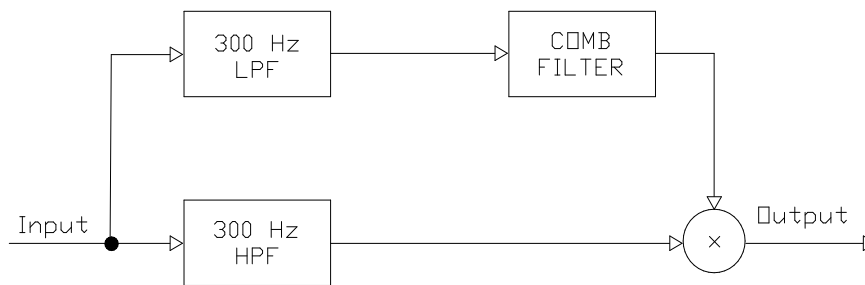 300 Hz
LPF
COMB
FILTER
Input
300 Hz
HPF
×
Output